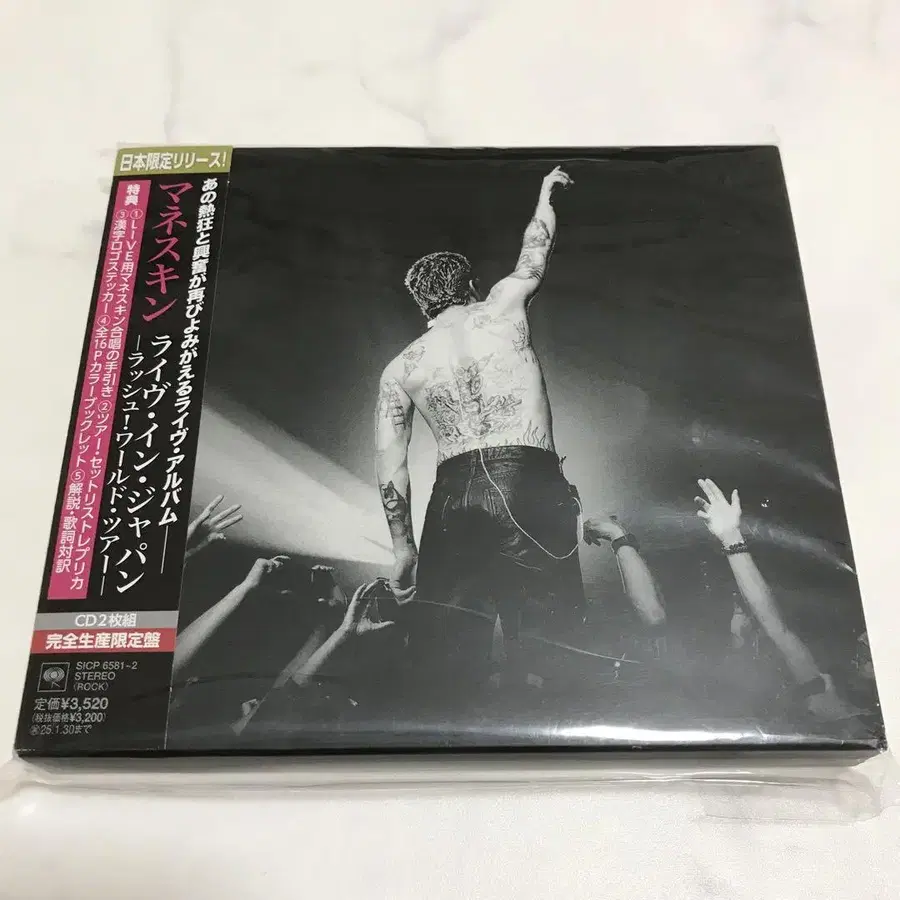 日本限定リリース!
あの熱狂と興奮が再びよみがえるライヴ・アルバム
マネスキン
ライヴ・イン・ジャパン
―ラッシュ!ワールド・ツアー―
特典
①LIVE用マネスキン合唱の手引き ②ツアー・セットリストレプリカ
③漢字ロゴステッカー ④全16Pカラーブックレット ⑤解説・歌詞対訳
CD2枚組
完全生産限定盤
SICP 6581~2
STEREO
(ROCK)
定価¥3,520
(税抜価格¥3,200)
25.1.30まで